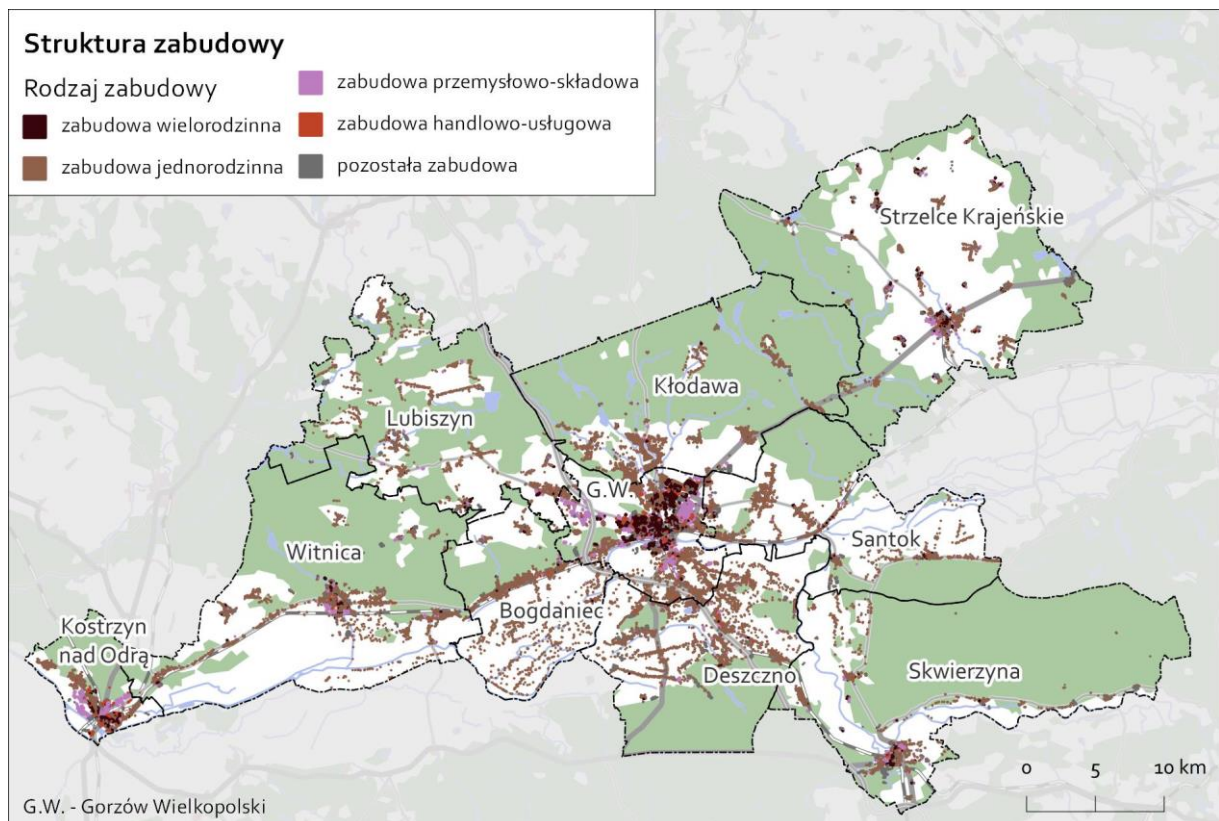 Struktura zabudowy
Rodzaj zabudowy
zabudowa wielorodzinna
zabudowa jednorodzinna
zabudowa przemysłowo-składowa
zabudowa handlowo-usługowa
pozostała zabudowa
Strzelce Krajeńskie
Kłodawa
Lubiszyn
G.W.
Witnica
Santok
Bogdaniec
Kostrzyn
nad Odrą
Deszczno
Skwierzyna
0 5 10 km
G.W. - Gorzów Wielkopolski